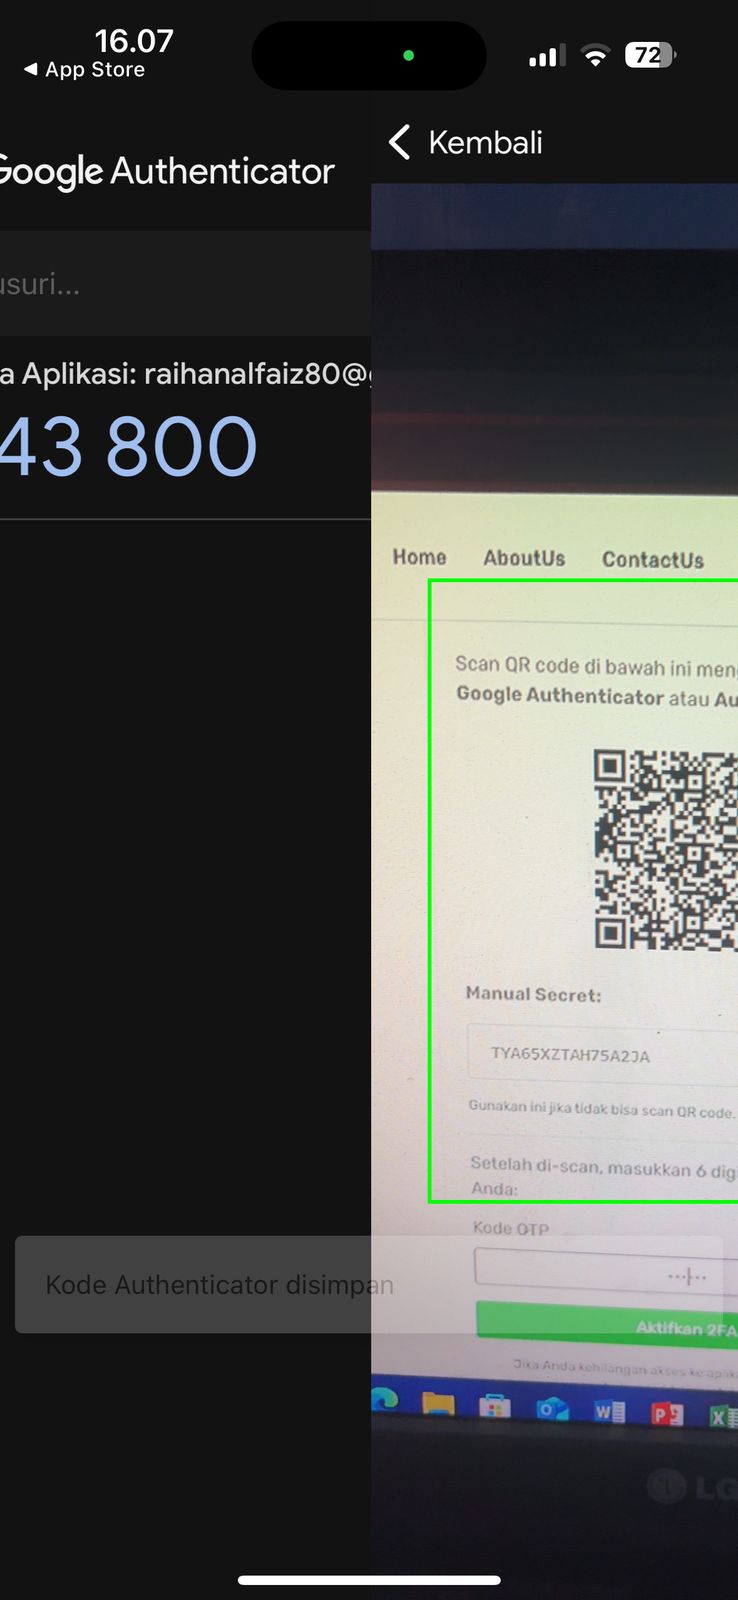 16.07
72
◀ App Store
Google Authenticator
Kembali
usuri...
a Aplikasi: raihanalfaiz80@
43 800
Home AboutUs ContactUs
Scan QR code di bawah ini men
Google Authenticator atau Au
Manual Secret:
TYA65XZTAH75A2JA
Gunakan ini jika tidak bisa scan QR code.
Setelah di-scan, masukkan 6 dig
Anda:
Kode OTP
Kode Authenticator disimpan
Aktifkan 2FA
Jika Anda kehilangan akses ke aplik
LG